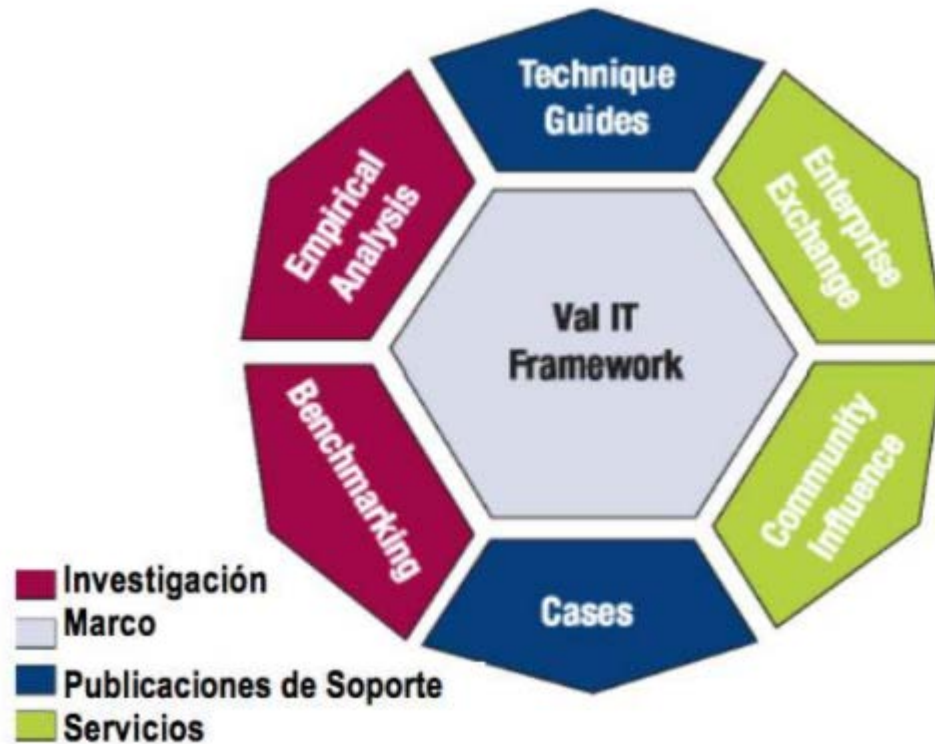 Technique
Guides
Empirical
Analysis
Enterprise
Exchange
Val IT
Framework
Benchmarking
Community
Influence
Cases
Investigación
Marco
Publicaciones de Soporte
Servicios